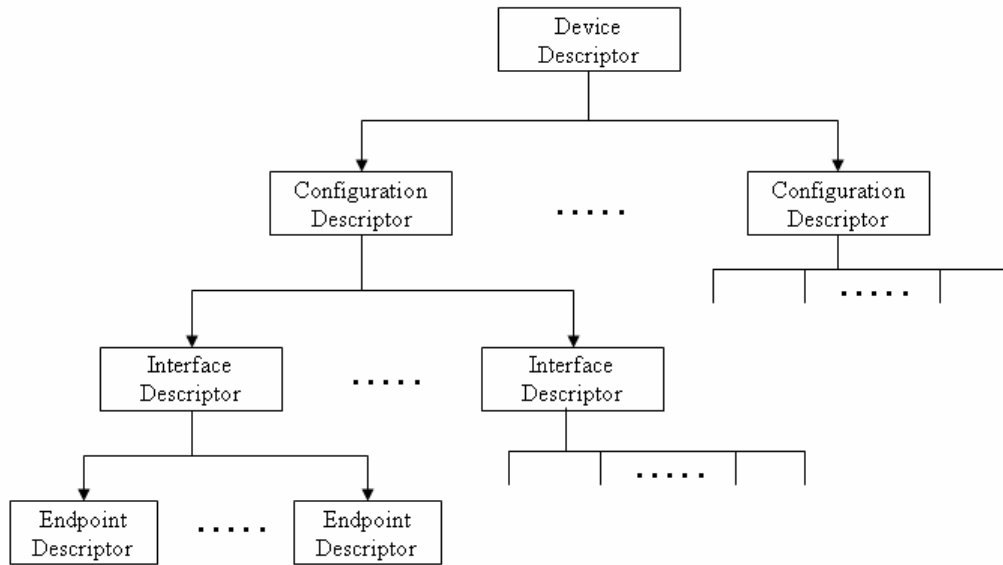 Device
Descriptor
Configuration
Descriptor
.....
Configuration
Descriptor
.....
Interface
Descriptor
.....
Interface
Descriptor
.....
Endpoint
Descriptor
.....
Endpoint
Descriptor